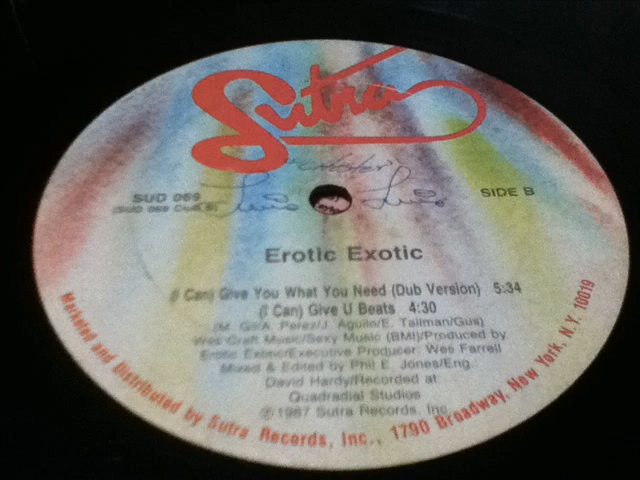 Sutra
SUD 069
SIDE B
Erotic Exotic
(I Can) Give You What You Need (Dub Version) 5:34
(I Can) Give U Beats 4:30
Wes Craft Music/Sexy Music (BMI)/Produced by
Erotic Exotic/Executive Producer: Wes Farrell
Mixed & Edited by Phil E. Jones/Eng.
David Hardy/Recorded at
Quadradial Studios
©1987 Sutra Records, Inc.
Marketed and Distributed by Sutra Records, Inc., 1790 Broadway, New York, N.Y. 10019